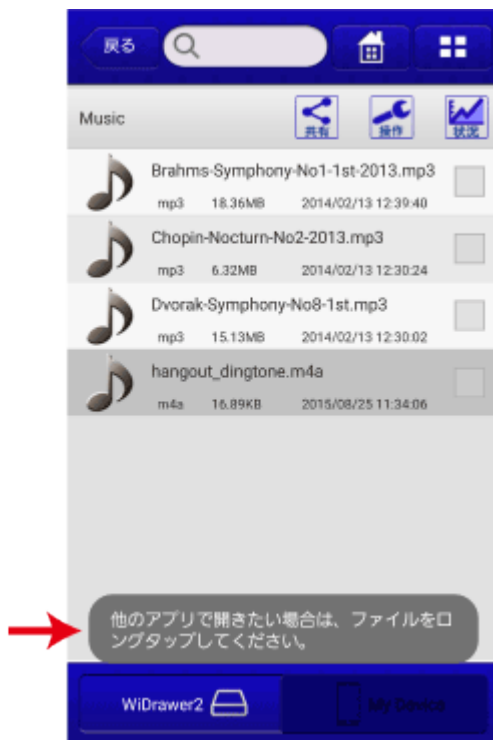 戻る
Music
共有
操作
状況
Brahms-Symphony-No1-1st-2013.mp3
mp3 18.36MB 2014/02/13 12:39:40
Chopin-Nocturn-No2-2013.mp3
mp3 6.32MB 2014/02/13 12:30:24
Dvorak-Symphony-No8-1st.mp3
mp3 15.13MB 2014/02/13 12:30:02
hangout_dingtone.m4a
m4a 16.89KB 2015/08/25 11:34:06
他のアプリで開きたい場合は、ファイルをロ
ングタップしてください。
WiDrawer2
My Device